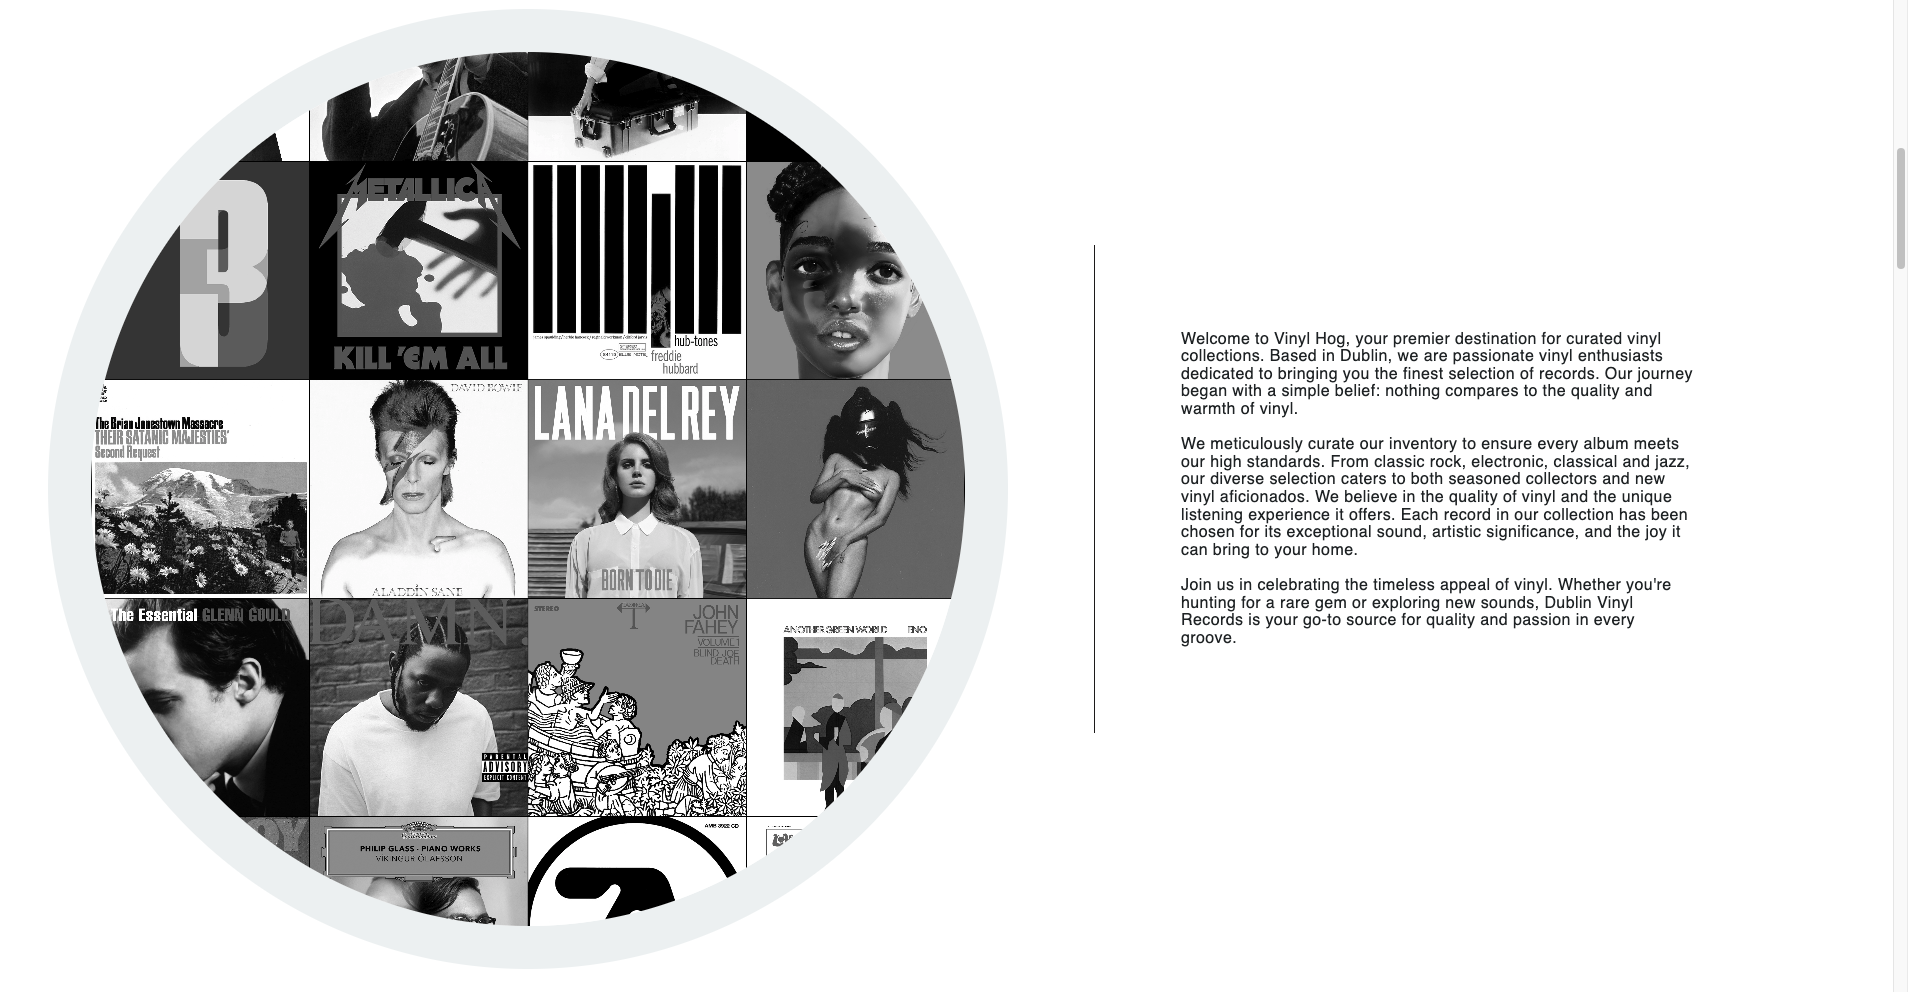 METALLICA
KILL 'EM ALL
hub-tones
freddie
hubbard
The Brian Jonestown Massacre
THEIR SATANIC MAJESTIES'
Second Request
DAVID BOWIE
ALADDIN SANE
LANA DEL REY
BORN TO DIE
The Essential GLENN GOULD
DAMN.
PARENTAL
ADVISORY
EXPLICIT CONTENT
STEREO
JOHN
FAHEY
VOLUME 1
BLIND JOE
DEATH
ANOTHER GREEN WORLD ENO
PHILIP GLASS · PIANO WORKS
VÍKINGUR ÓLAFSSON
AMB 3922 CD
3
Welcome to Vinyl Hog, your premier destination for curated vinyl
collections. Based in Dublin, we are passionate vinyl enthusiasts
dedicated to bringing you the finest selection of records. Our journey
began with a simple belief: nothing compares to the quality and
warmth of vinyl.
We meticulously curate our inventory to ensure every album meets
our high standards. From classic rock, electronic, classical and jazz,
our diverse selection caters to both seasoned collectors and new
vinyl aficionados. We believe in the quality of vinyl and the unique
listening experience it offers. Each record in our collection has been
chosen for its exceptional sound, artistic significance, and the joy it
can bring to your home.
Join us in celebrating the timeless appeal of vinyl. Whether you're
hunting for a rare gem or exploring new sounds, Dublin Vinyl
Records is your go-to source for quality and passion in every
groove.